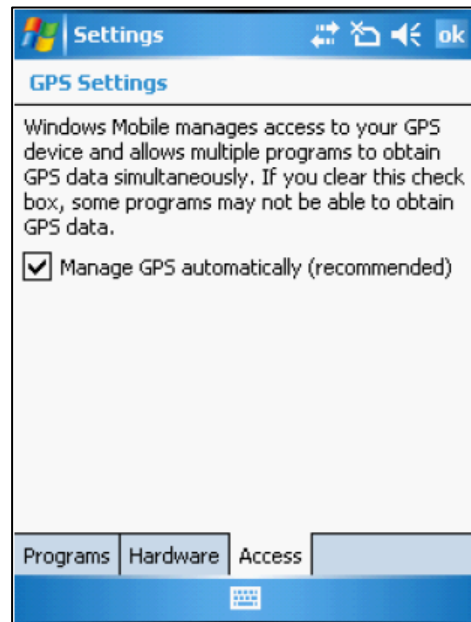 Settings ok
GPS Settings
Windows Mobile manages access to your GPS
device and allows multiple programs to obtain
GPS data simultaneously. If you clear this check
box, some programs may not be able to obtain
GPS data.
Manage GPS automatically (recommended)
Programs Hardware Access